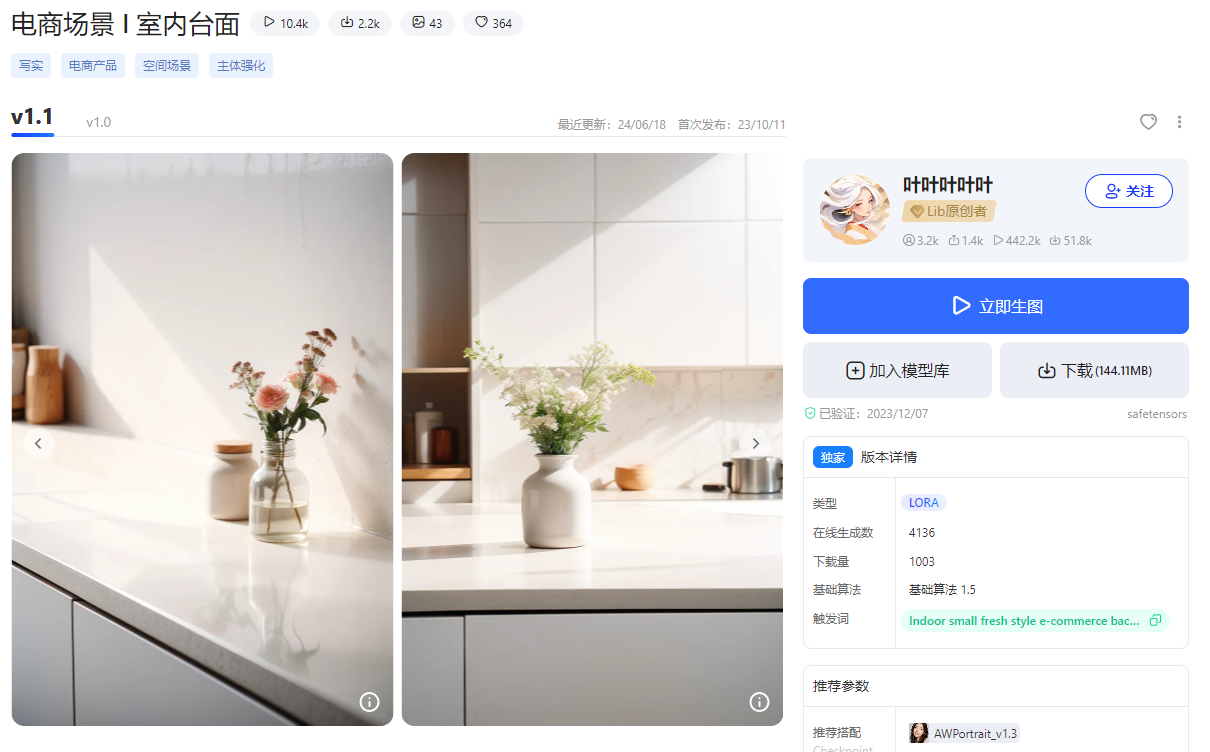 电商场景 I 室内台面 10.4k 2.2k 43 364
写实 电商产品 空间场景 主体强化
v1.1 v1.0 最近更新：24/06/18 首次发布：23/10/11
叶叶叶叶叶
关注
Lib原创者
3.2k 1.4k 442.2k 51.8k
立即生图
加入模型库 下载(144.11MB)
已验证：2023/12/07 safetensors
独家 版本详情
类型 LORA
在线生成数 4136
下载量 1003
基础算法 基础算法 1.5
触发词 Indoor small fresh style e-commerce bac...
推荐参数
推荐搭配 AWPortrait_v1.3
Checkpoint